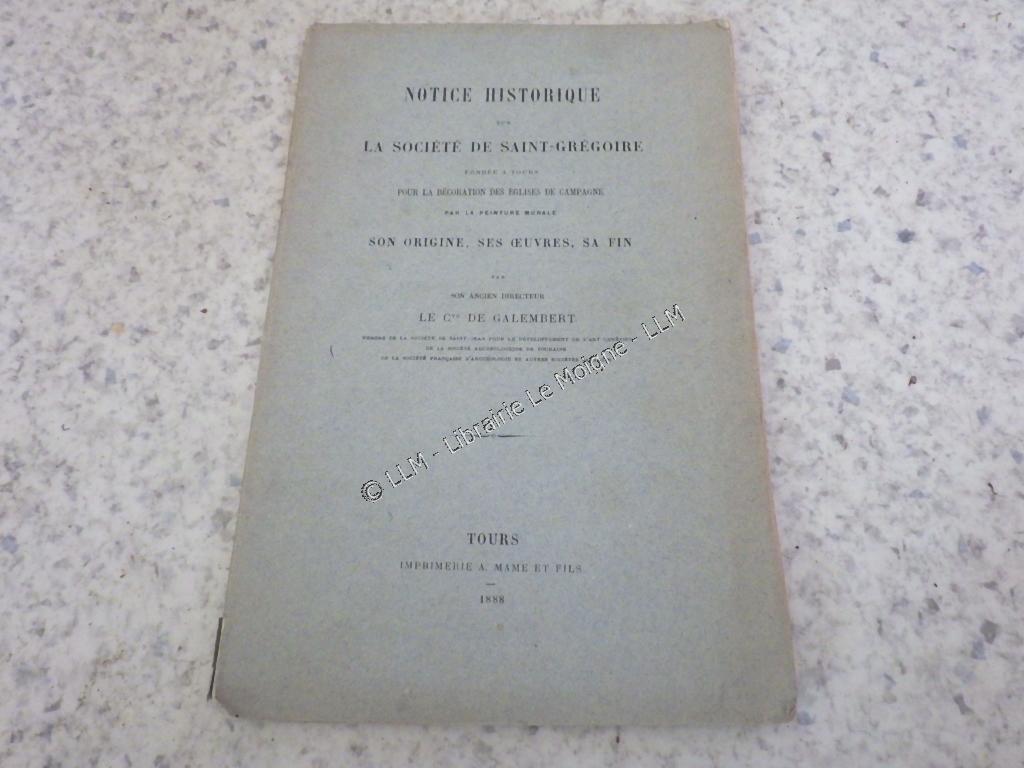 NOTICE HISTORIQUE
SUR
LA SOCIÉTÉ DE SAINT-GRÉGOIRE
FONDÉE A TOURS
POUR LA DÉCORATION DES ÉGLISES DE CAMPAGNE
PAR LA PEINTURE MURALE
SON ORIGINE, SES ŒUVRES, SA FIN
PAR
SON ANCIEN DIRECTEUR
LE Cte DE GALEMBERT
MEMBRE DE LA SOCIÉTÉ DE SAINT-JEAN POUR LE DÉVELOPPEMENT DE L'ART CHRÉTIEN
DE LA SOCIÉTÉ ARCHÉOLOGIQUE DE TOURAINE
DE LA SOCIÉTÉ FRANÇAISE D'ARCHÉOLOGIE ET AUTRES SOCIÉTÉS
© LLM - Librairie Le Moigne - LLM
TOURS
IMPRIMERIE A. MAME ET FILS
1888